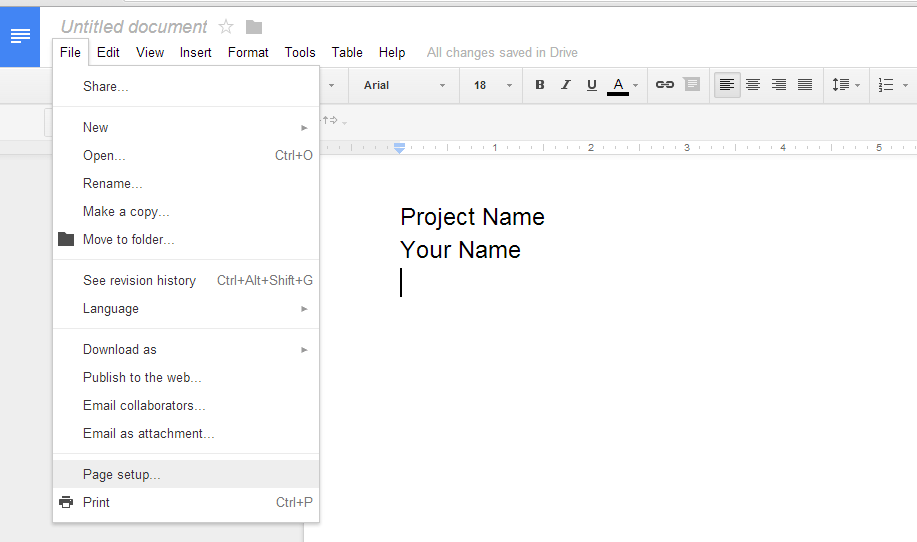 Untitled document
File Edit View Insert Format Tools Table Help All changes saved in Drive
Arial 18 B I U A
1 2 3 4 5
Share...
New
Open... Ctrl+O
Rename...
Make a copy...
Move to folder...
See revision history Ctrl+Alt+Shift+G
Language
Download as
Publish to the web...
Email collaborators...
Email as attachment...
Page setup...
Print Ctrl+P
Project Name
Your Name